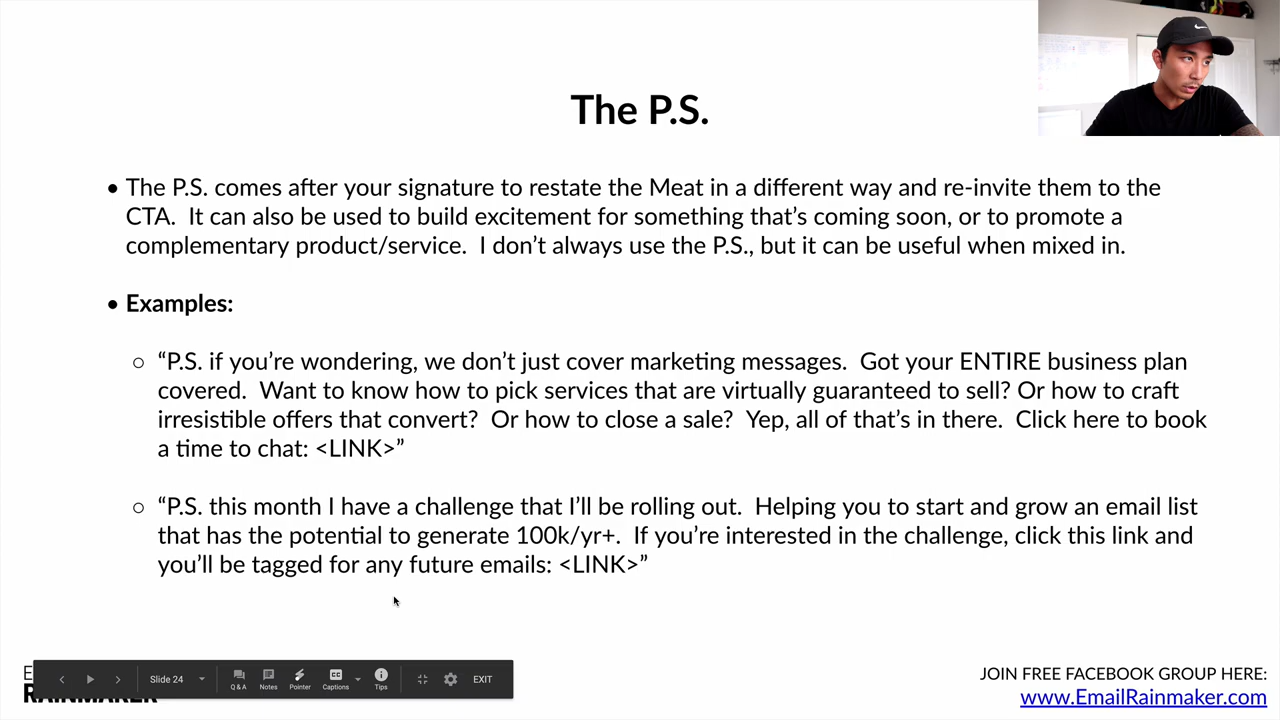 The P.S.
• The P.S. comes after your signature to restate the Meat in a different way and re-invite them to the
CTA.  It can also be used to build excitement for something that’s coming soon, or to promote a
complementary product/service.  I don’t always use the P.S., but it can be useful when mixed in.
• Examples:
○ “P.S. if you’re wondering, we don’t just cover marketing messages.  Got your ENTIRE business plan
covered.  Want to know how to pick services that are virtually guaranteed to sell? Or how to craft
irresistible offers that convert?  Or how to close a sale?  Yep, all of that’s in there.  Click here to book
a time to chat: <LINK>”
○ “P.S. this month I have a challenge that I’ll be rolling out.  Helping you to start and grow an email list
that has the potential to generate 100k/yr+.  If you’re interested in the challenge, click this link and
you’ll be tagged for any future emails: <LINK>”
Slide 24
Q & A
Notes
Pointer
Captions
Tips
EXIT
RAINMAKER
JOIN FREE FACEBOOK GROUP HERE:
www.EmailRainmaker.com